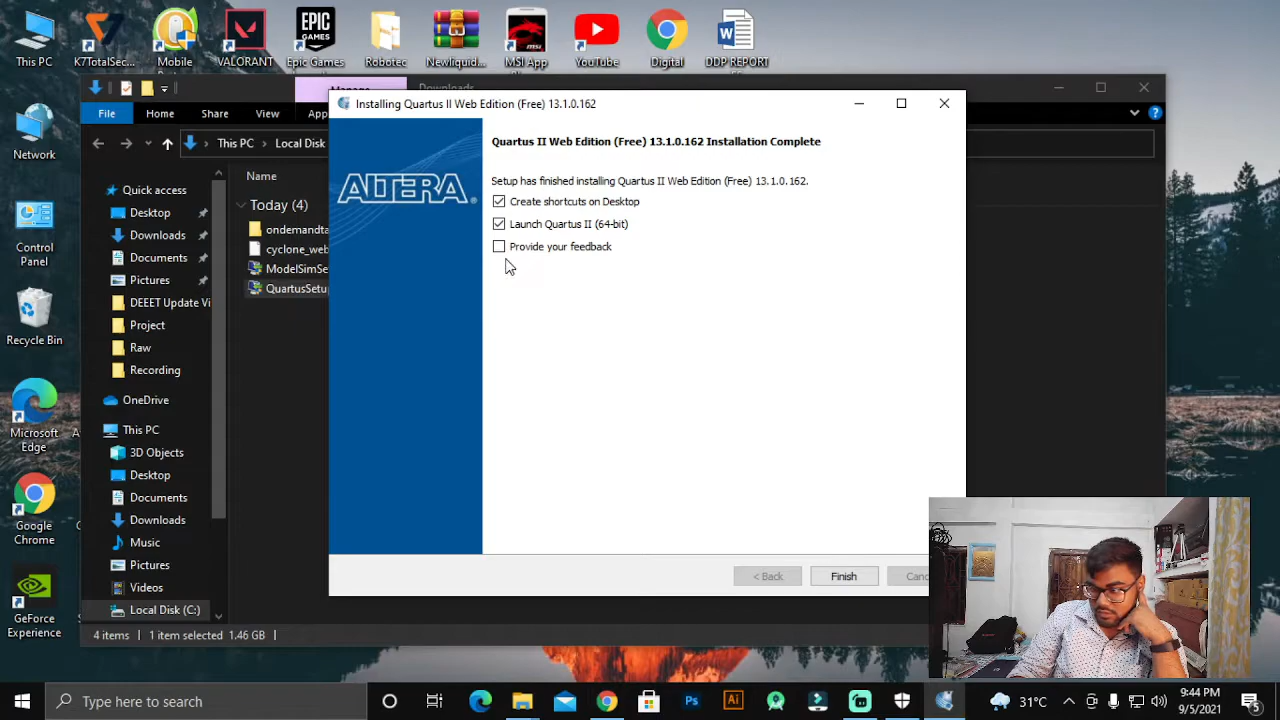 This PC
K7TotalSec...
Mobile
VALORANT
Epic Games
Robotec
Newliquid...
MSI App
YouTube
Digital
DDP REPORT
EPIC
GAMES
Network
Control
Panel
Recycle Bin
Microsoft
Edge
Google
Chrome
GeForce
Experience
Downloads
File
Home
Share
View
This PC
Local Disk
Name
Quick access
Desktop
Downloads
Documents
Pictures
DEEET Update Vi
Project
Raw
Recording
OneDrive
This PC
3D Objects
Desktop
Documents
Downloads
Music
Pictures
Videos
Local Disk (C:)
Today (4)
ondemandta
cyclone_web
ModelSimSe
QuartusSetu
4 items
1 item selected 1.46 GB
Installing Quartus II Web Edition (Free) 13.1.0.162
ALTERA
Quartus II Web Edition (Free) 13.1.0.162 Installation Complete
Setup has finished installing Quartus II Web Edition (Free) 13.1.0.162.
Create shortcuts on Desktop
Launch Quartus II (64-bit)
Provide your feedback
< Back
Finish
Canc
Type here to search
Ps
Ai
31°C
9:44 PM
9/5/2021
5